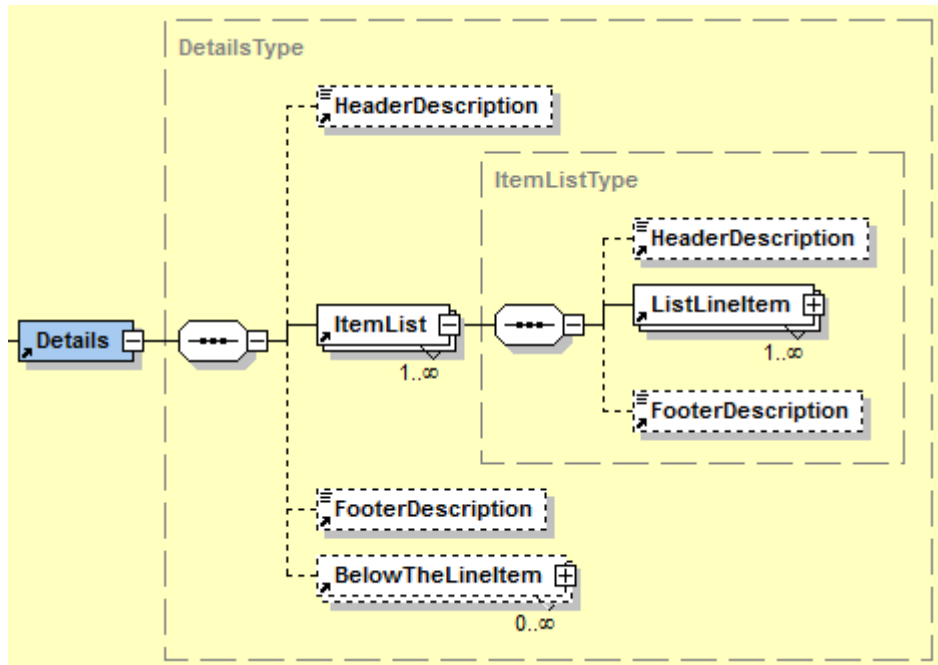 DetailsType
HeaderDescription
ItemListType
HeaderDescription
ListLineItem
1..∞
Details
ItemList
1..∞
FooterDescription
FooterDescription
BelowTheLineItem
0..∞